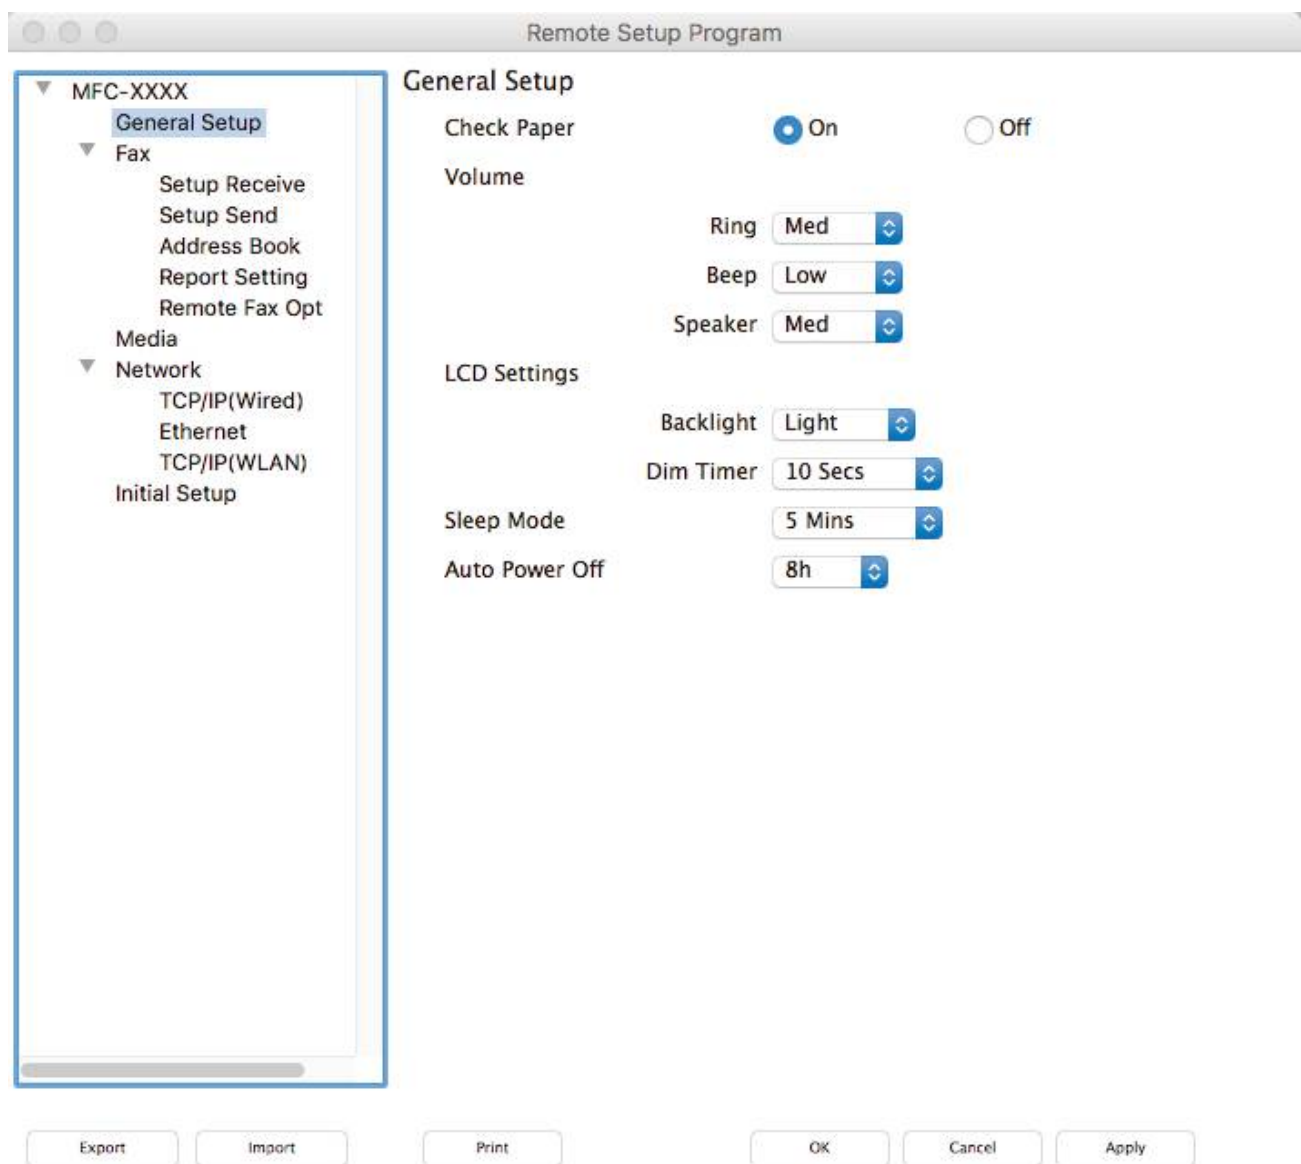 Remote Setup Program
MFC-XXXX
General Setup
Fax
Setup Receive
Setup Send
Address Book
Report Setting
Remote Fax Opt
Media
Network
TCP/IP(Wired)
Ethernet
TCP/IP(WLAN)
Initial Setup
General Setup
Check Paper On Off
Volume
Ring Med
Beep Low
Speaker Med
LCD Settings
Backlight Light
Dim Timer 10 Secs
Sleep Mode 5 Mins
Auto Power Off 8h
Export Import Print OK Cancel Apply